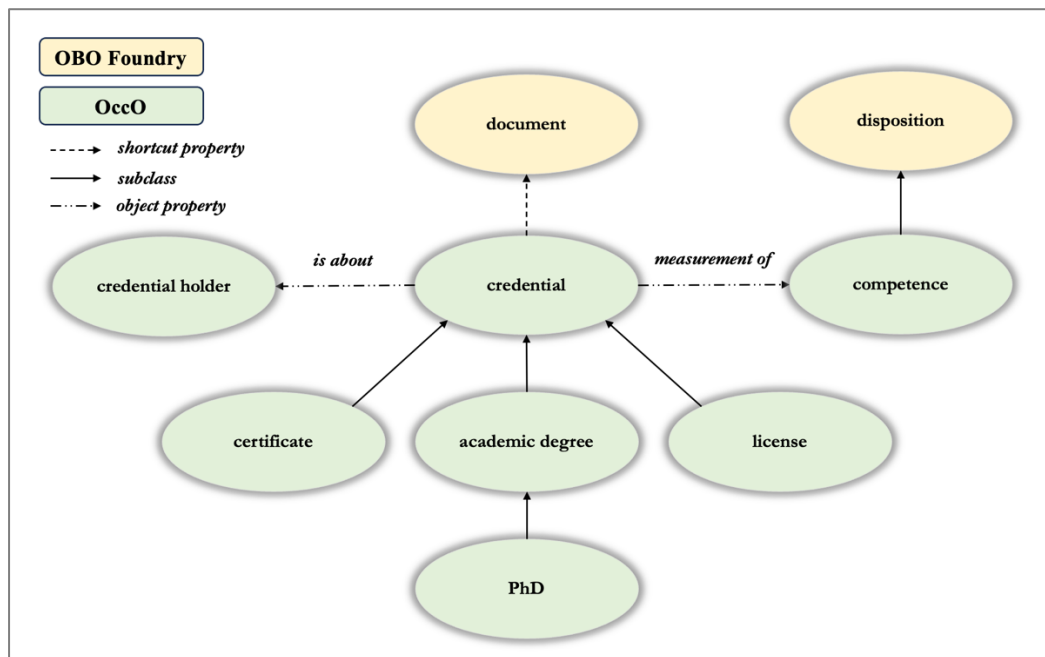 OBO Foundry
OccO
shortcut property
subclass
object property
document
disposition
is about
measurement of
credential holder
credential
competence
certificate
academic degree
license
PhD